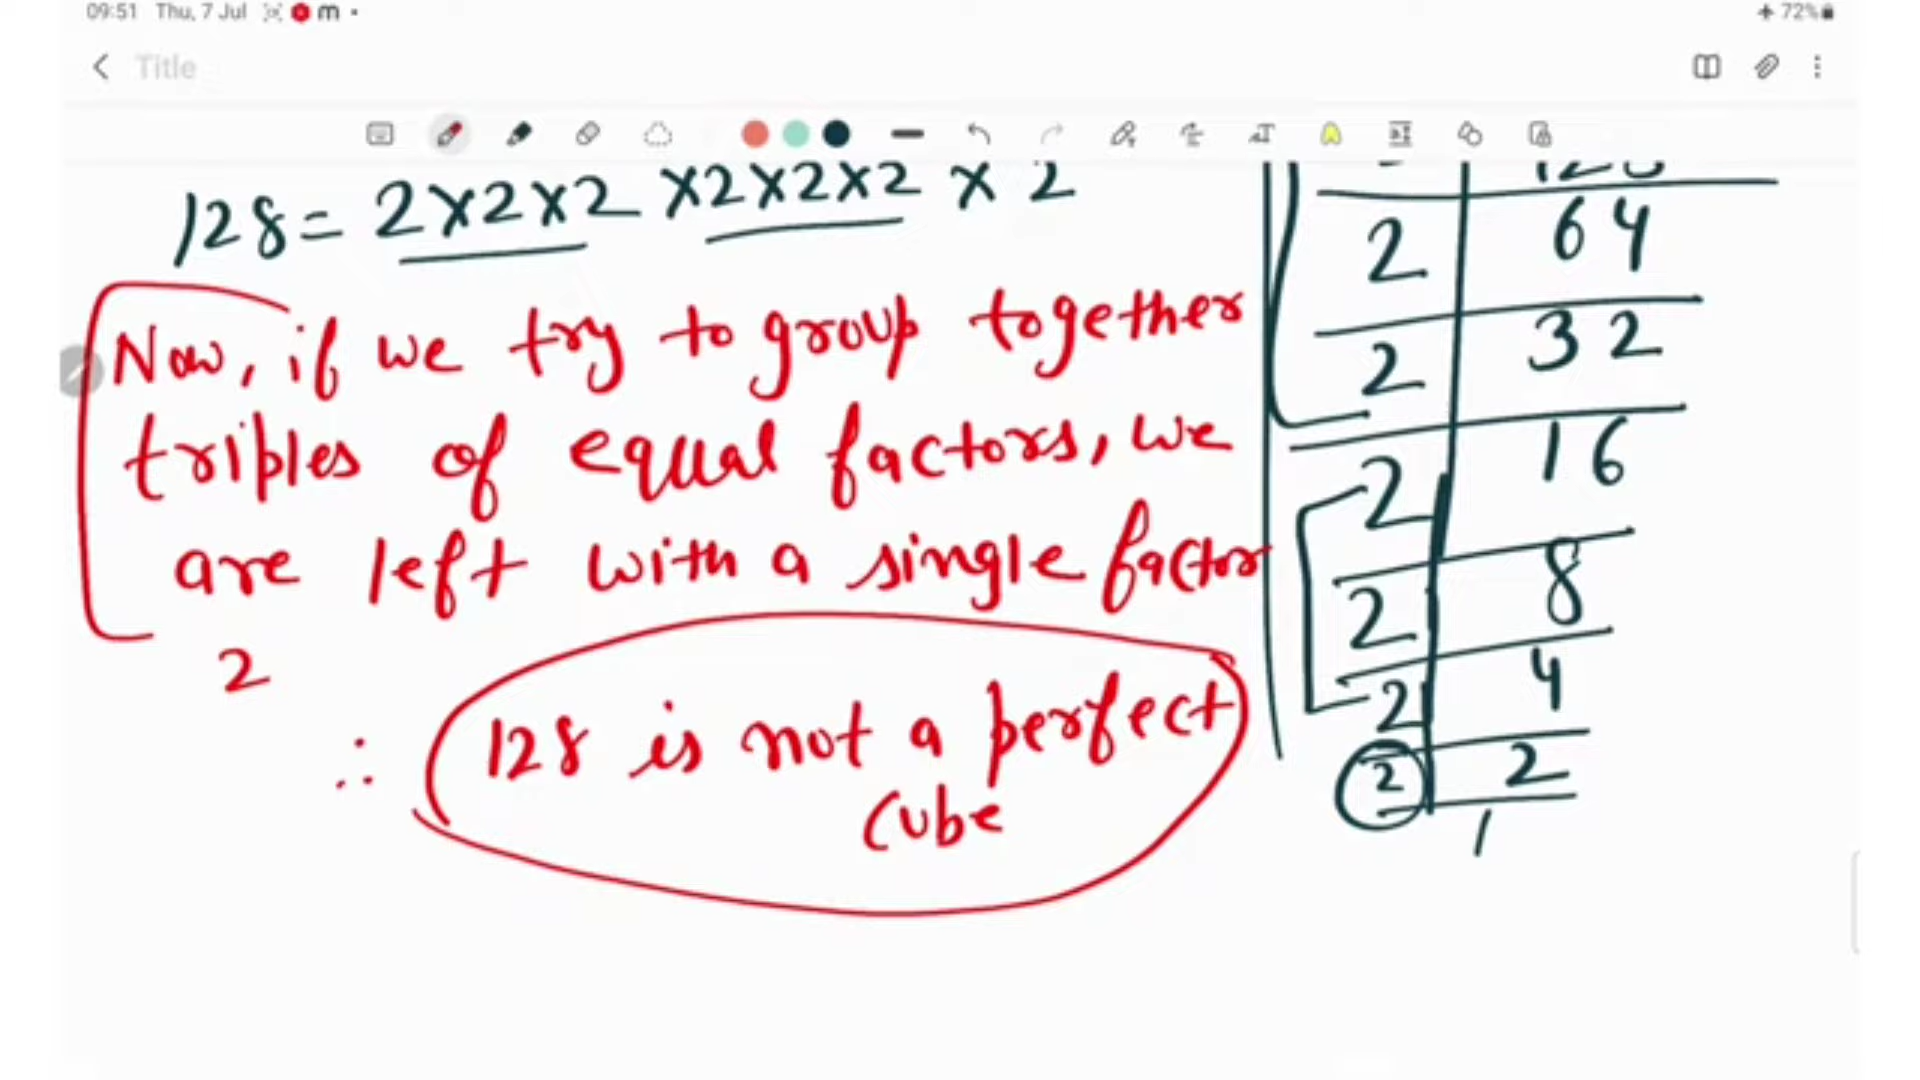 09:51 Thu, 7 Jul
72%
Title
128 = 2×2×2 ×2×2×2 × 2
Now, if we try to group together
triples of equal factors, we
are left with a single factor
2
∴ 128 is not a perfect
cube
128
2 64
2 32
2 16
2 8
2 4
2 2
1